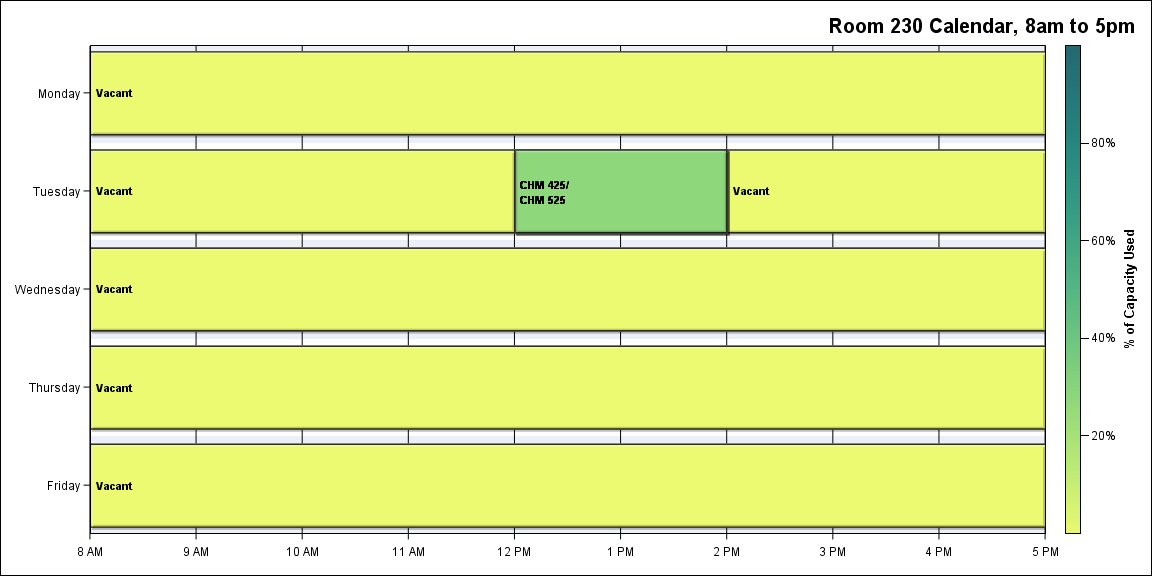 Room 230 Calendar, 8am to 5pm
Monday
Vacant
Tuesday
Vacant
CHM 425/
CHM 525
Vacant
Wednesday
Vacant
Thursday
Vacant
Friday
Vacant
8 AM 9 AM 10 AM 11 AM 12 PM 1 PM 2 PM 3 PM 4 PM 5 PM
80%
60%
40%
20%
% of Capacity Used